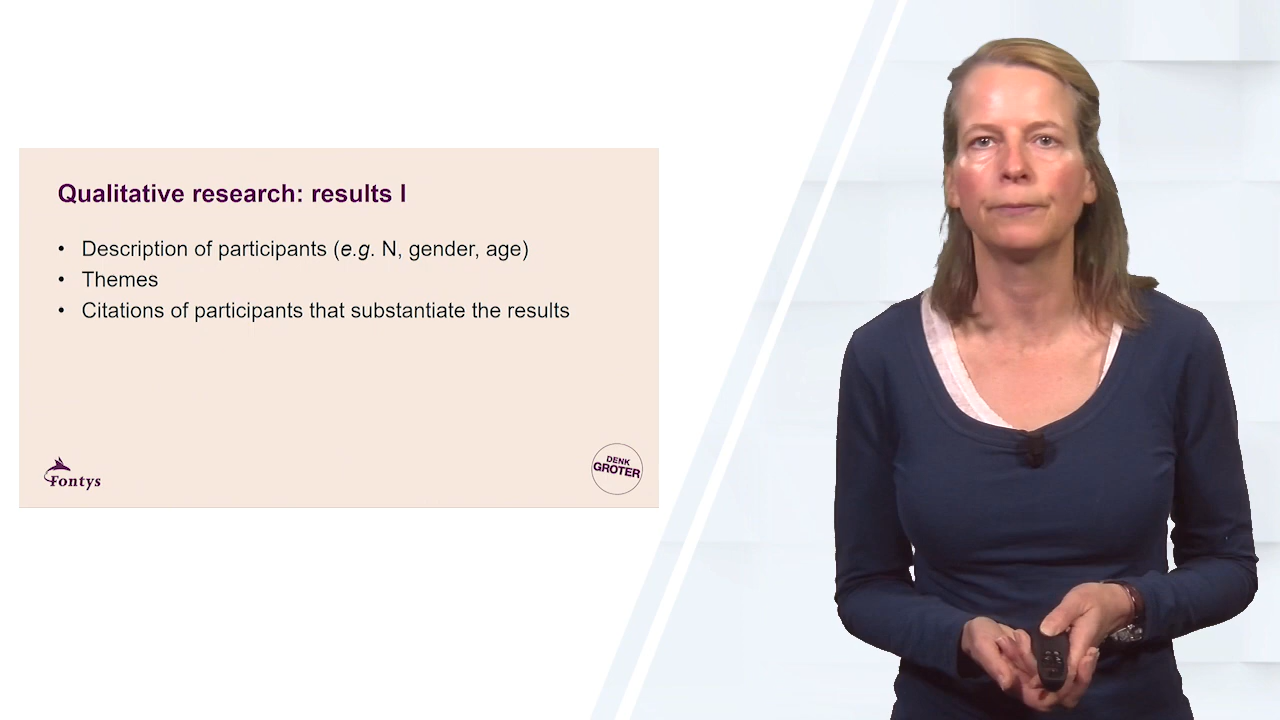 Qualitative research: results I
• Description of participants (e.g. N, gender, age)
• Themes
• Citations of participants that substantiate the results
Fontys
DENK
GROTER